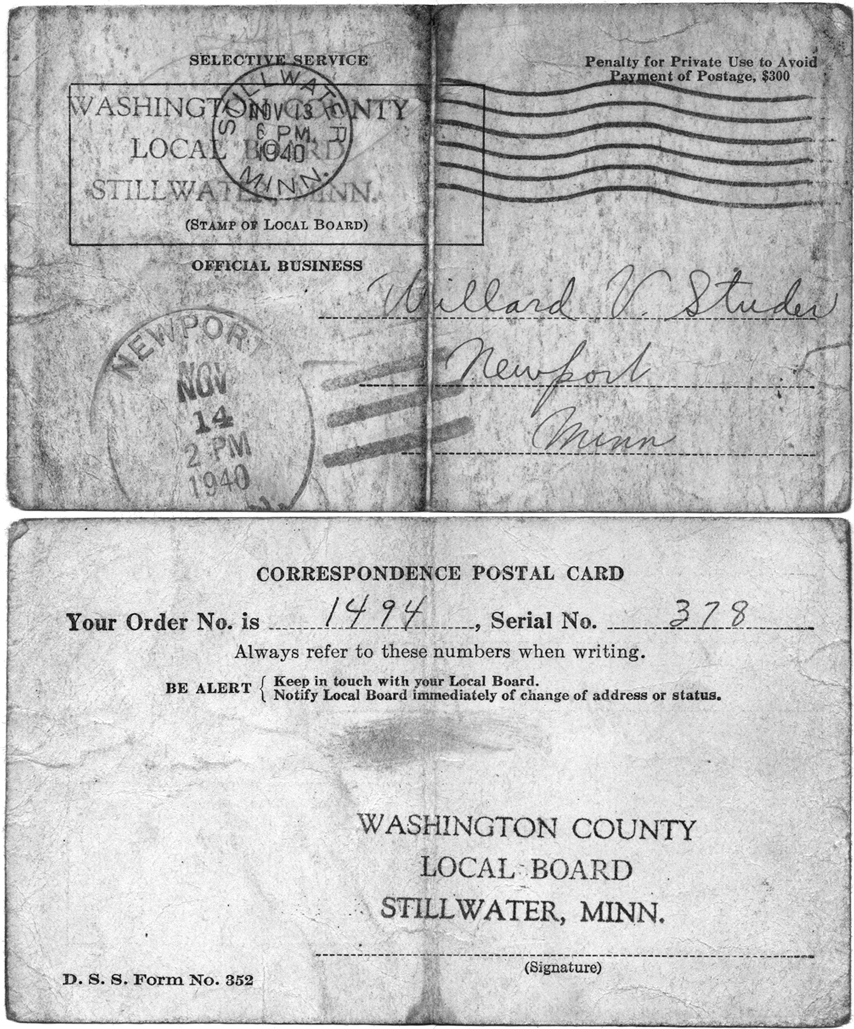 SELECTIVE SERVICE
Penalty for Private Use to Avoid
Payment of Postage, $300
WASHINGTON COUNTY
LOCAL BOARD
STILLWATER, MINN.
STILLWATER
NOV 13
6 PM
1940
MINN.
(STAMP OF LOCAL BOARD)
OFFICIAL BUSINESS
Willard V. Studer
Newport
Minn
NEWPORT
NOV
14
2 PM
1940
CORRESPONDENCE POSTAL CARD
Your Order No. is 1494, Serial No. 378
Always refer to these numbers when writing.
BE ALERT { Keep in touch with your Local Board.
Notify Local Board immediately of change of address or status.
WASHINGTON COUNTY
LOCAL BOARD
STILLWATER, MINN.
(Signature)
D. S. S. Form No. 352